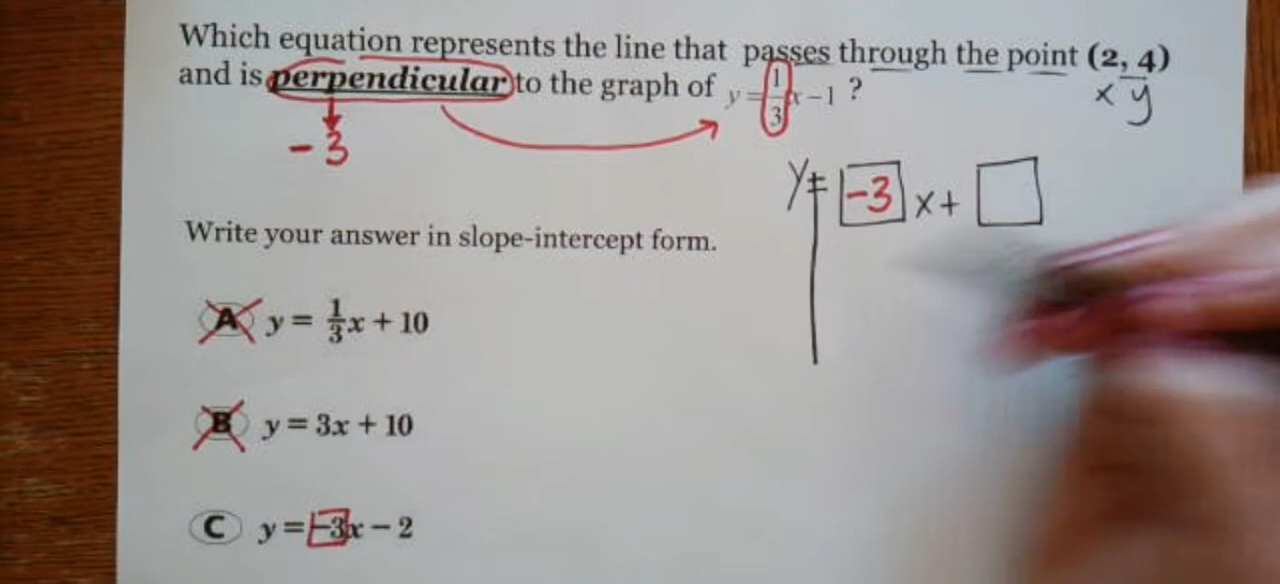 Which equation represents the line that passes through the point (2, 4)
and is perpendicular to the graph of y = 1/3 x − 1 ?
x y
-3
y = -3 x +
Write your answer in slope-intercept form.
A y = 1/3 x + 10
B y = 3x + 10
C y = −3x − 2